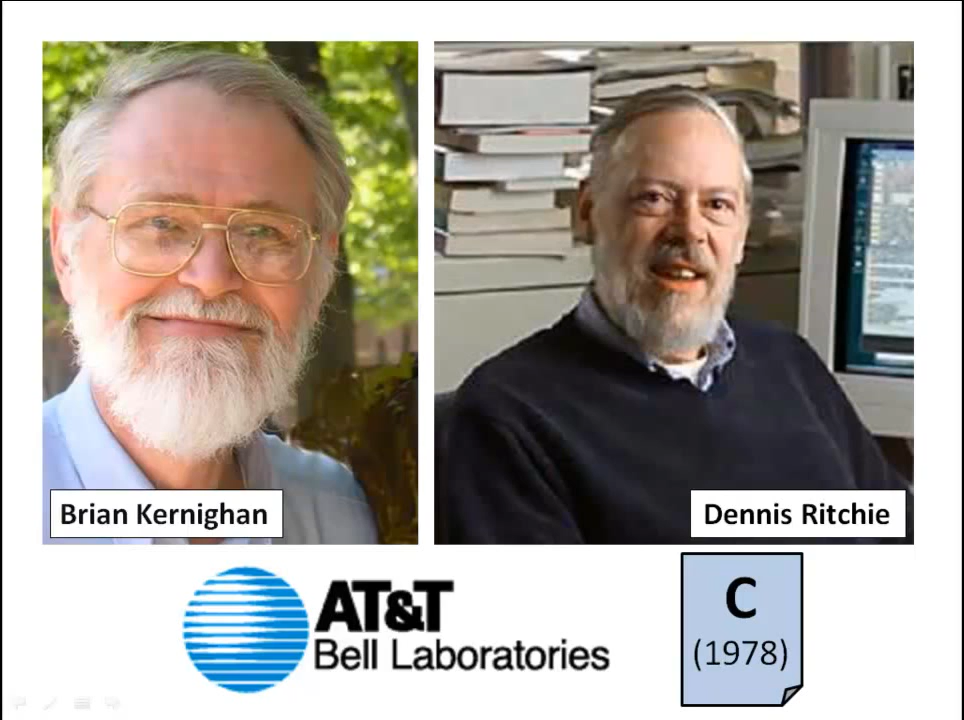 Brian Kernighan
Dennis Ritchie
AT&T
Bell Laboratories
C
(1978)